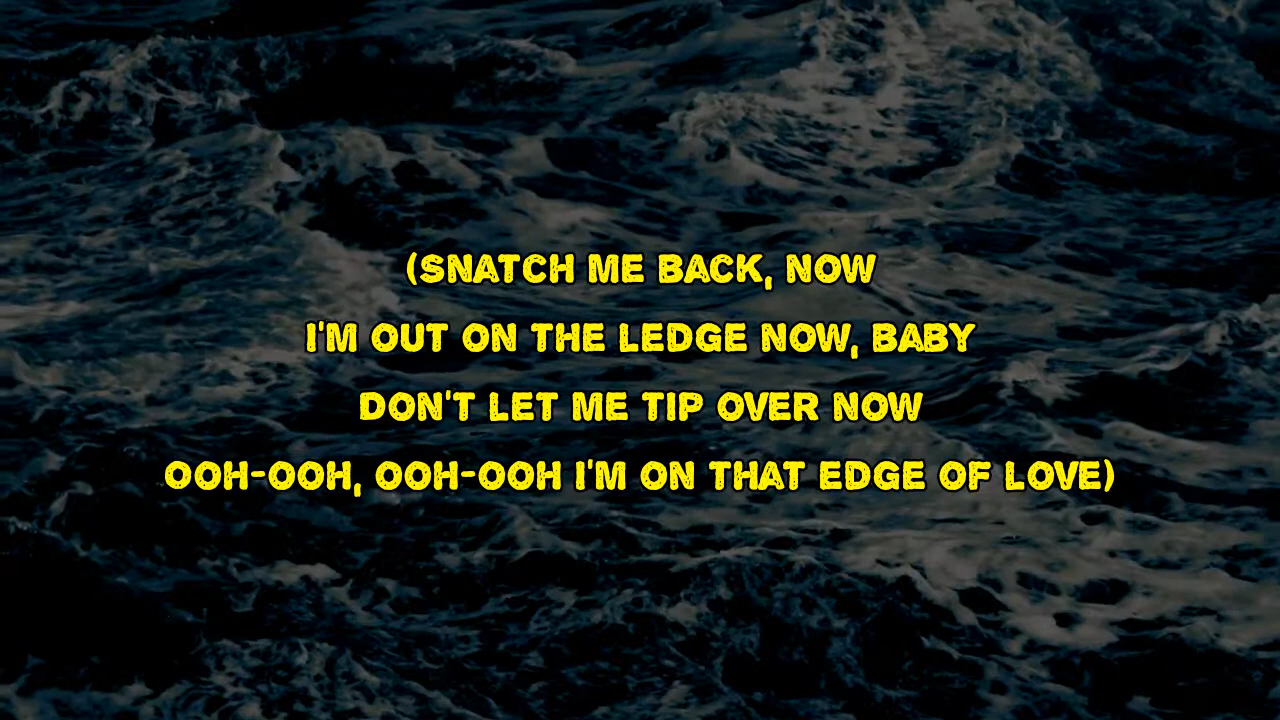 (SNATCH ME BACK, NOW
I'M OUT ON THE LEDGE NOW, BABY
DON'T LET ME TIP OVER NOW
OOH-OOH, OOH-OOH I'M ON THAT EDGE OF LOVE)